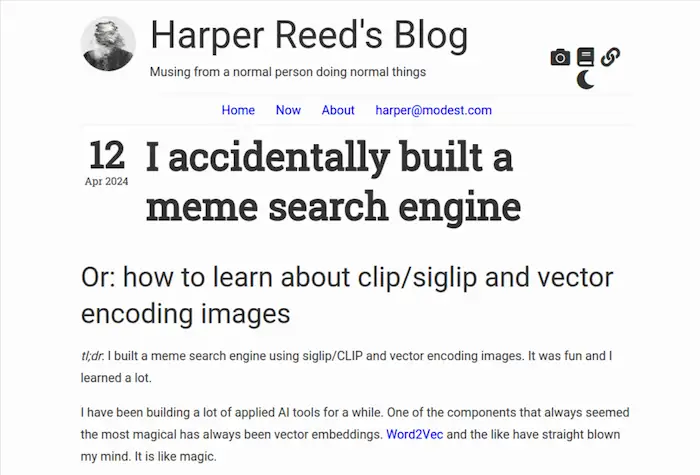 Harper Reed's Blog
Musing from a normal person doing normal things
Home Now About harper@modest.com
12
Apr 2024
I accidentally built a
meme search engine
Or: how to learn about clip/siglip and vector
encoding images
tl;dr: I built a meme search engine using siglip/CLIP and vector encoding images. It was fun and I
learned a lot.
I have been building a lot of applied AI tools for a while. One of the components that always seemed
the most magical has always been vector embeddings. Word2Vec and the like have straight blown
my mind. It is like magic.